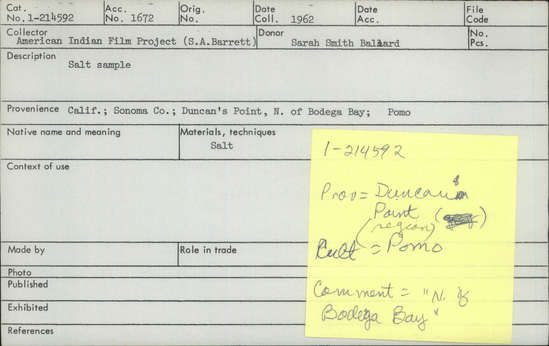 Cat. Acc. Orig. Date Date File
No. 1-214592 No. 1672 No. Coll. 1962 Acc. Code
Collector Donor No.
American Indian Film Project (S.A.Barrett) Sarah Smith Ballard Pcs.
Description
Salt sample
Provenience Calif.; Sonoma Co.; Duncan's Point, N. of Bodega Bay; Pomo
Native name and meaning Materials, techniques
Salt
Context of use
Made by Role in trade
Photo
Published
Exhibited
References
1-214592
Prov = Duncan's
Point
(region)
Cult = Pomo
Comment = "N. of
Bodega Bay"